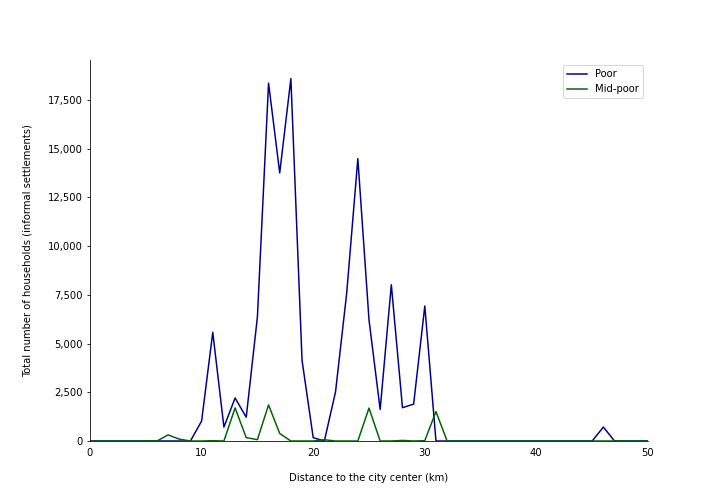 Poor
Mid-poor
17,500
15,000
12,500
10,000
7,500
5,000
2,500
0
Total number of households (informal settlements)
0 10 20 30 40 50
Distance to the city center (km)